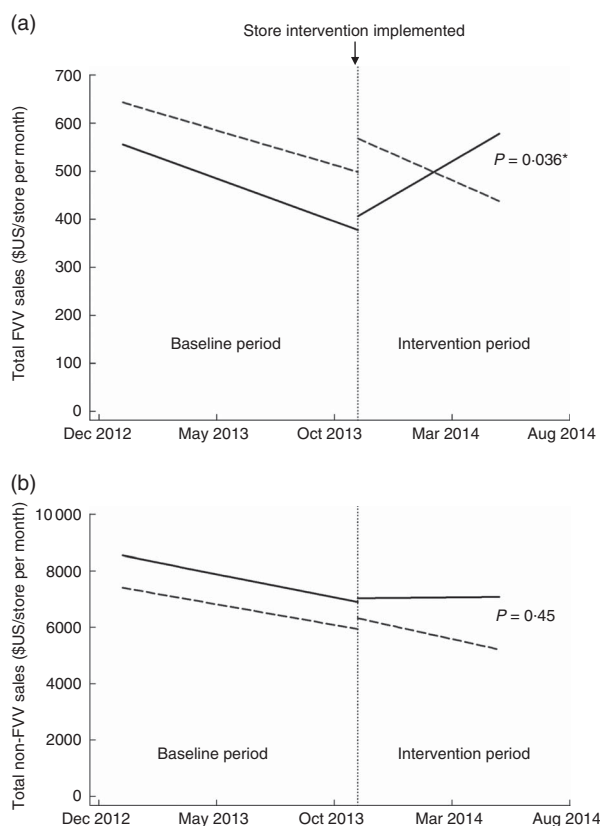 (a)
Store intervention implemented
Total FVV sales ($US/store per month)
700
600
500
400
300
200
100
0
P = 0·036*
Baseline period
Intervention period
Dec 2012
May 2013
Oct 2013
Mar 2014
Aug 2014
(b)
Total non-FVV sales ($US/store per month)
10 000
8000
6000
4000
2000
0
P = 0·45
Baseline period
Intervention period
Dec 2012
May 2013
Oct 2013
Mar 2014
Aug 2014